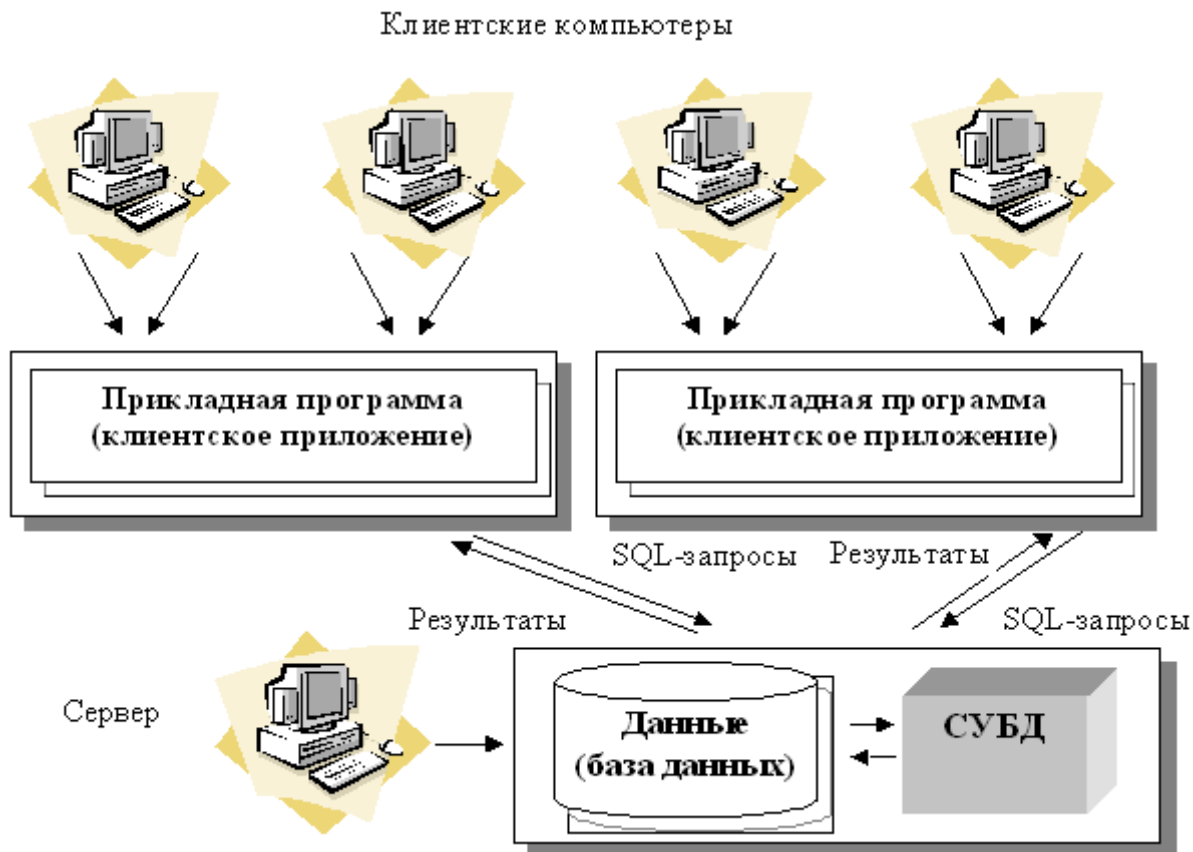 Клиентские компьютеры
Прикладная программа
(клиентское приложение)
Прикладная программа
(клиентское приложение)
SQL-запросы
Результаты
Результаты
SQL-запросы
Сервер
Данные
(база данных)
СУБД